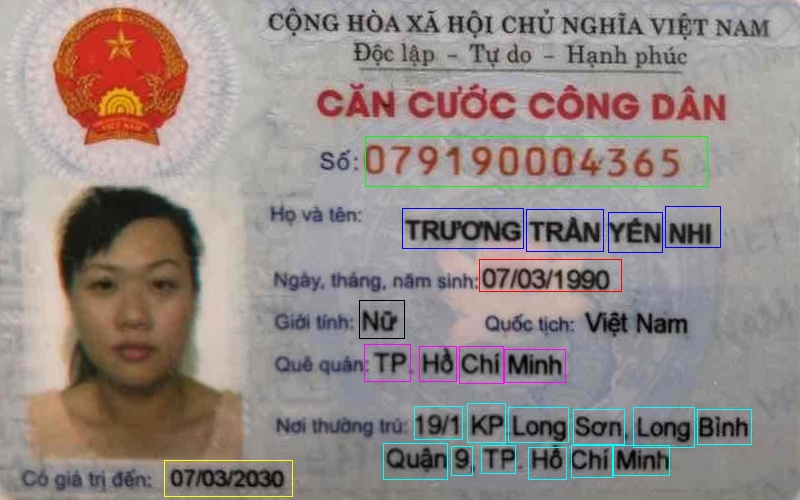 CỘNG HÒA XÃ HỘI CHỦ NGHĨA VIỆT NAM
Độc lập - Tự do - Hạnh phúc
CĂN CƯỚC CÔNG DÂN
Số: 079190004365
Họ và tên: TRƯƠNG TRẦN YẾN NHI
Ngày, tháng, năm sinh: 07/03/1990
Giới tính: Nữ Quốc tịch: Việt Nam
Quê quán: TP. Hồ Chí Minh
Nơi thường trú: 19/1 KP Long Sơn, Long Bình
Quận 9, TP. Hồ Chí Minh
Có giá trị đến: 07/03/2030
VIỆT NAM